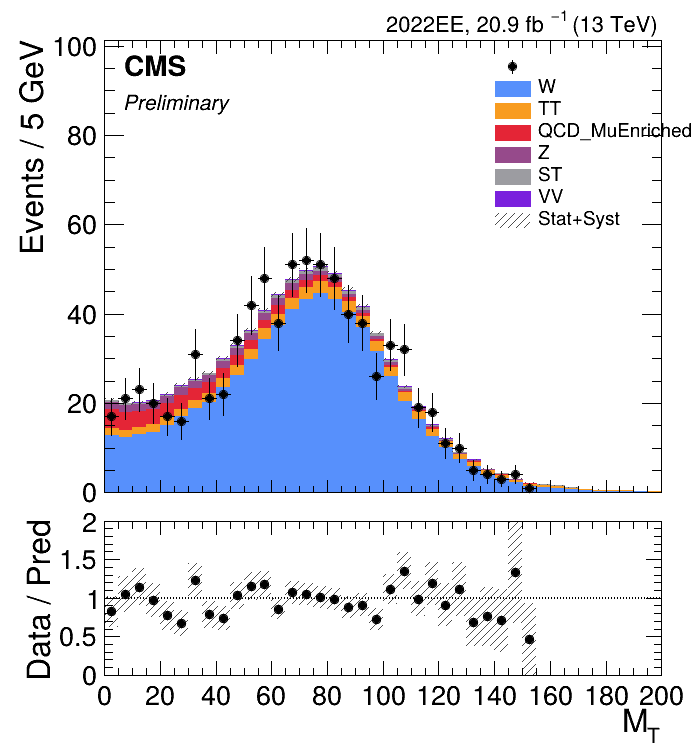 2022EE, 20.9 fb ⁻¹ (13 TeV)
CMS
Preliminary
W
TT
QCD_MuEnriched
Z
ST
VV
Stat+Syst
Events / 5 GeV
100
80
60
40
20
0
Data / Pred
2
1.5
1
0.5
0
0 20 40 60 80 100 120 140 160 180 200
M_T